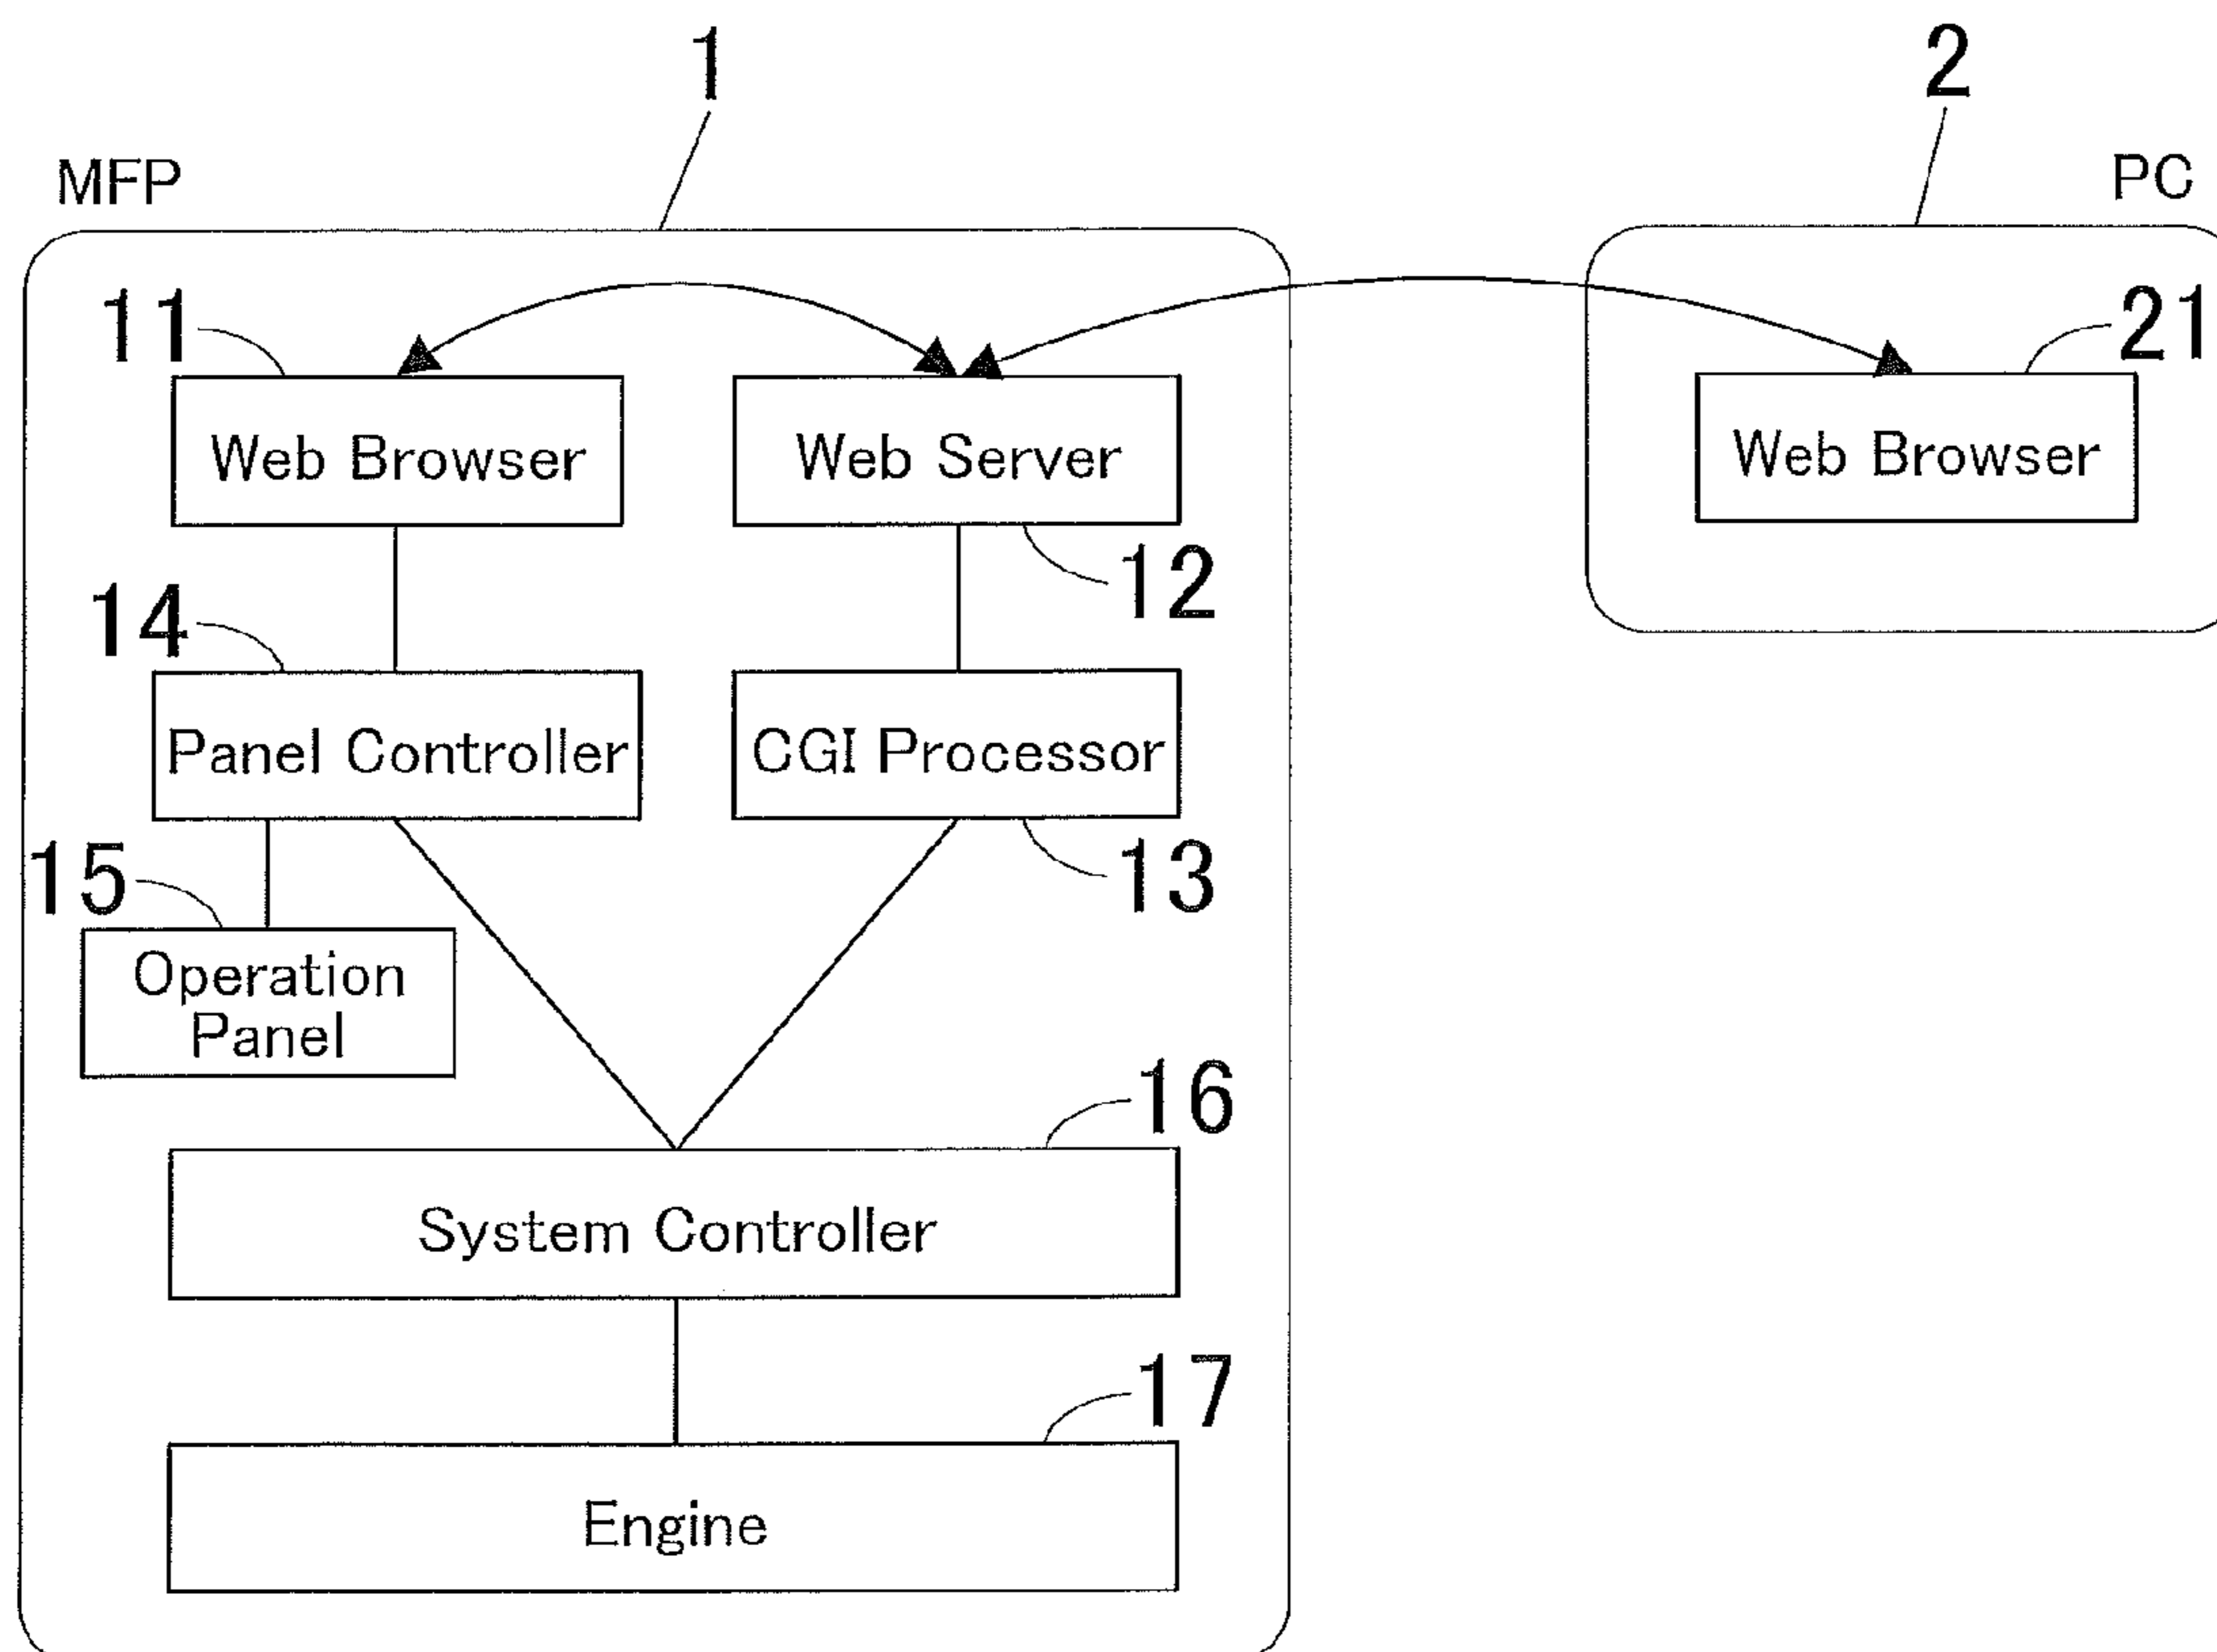 1
2
MFP
PC
11
21
Web Browser
Web Server
Web Browser
12
14
Panel Controller
CGI Processor
15
13
Operation
Panel
16
System Controller
17
Engine